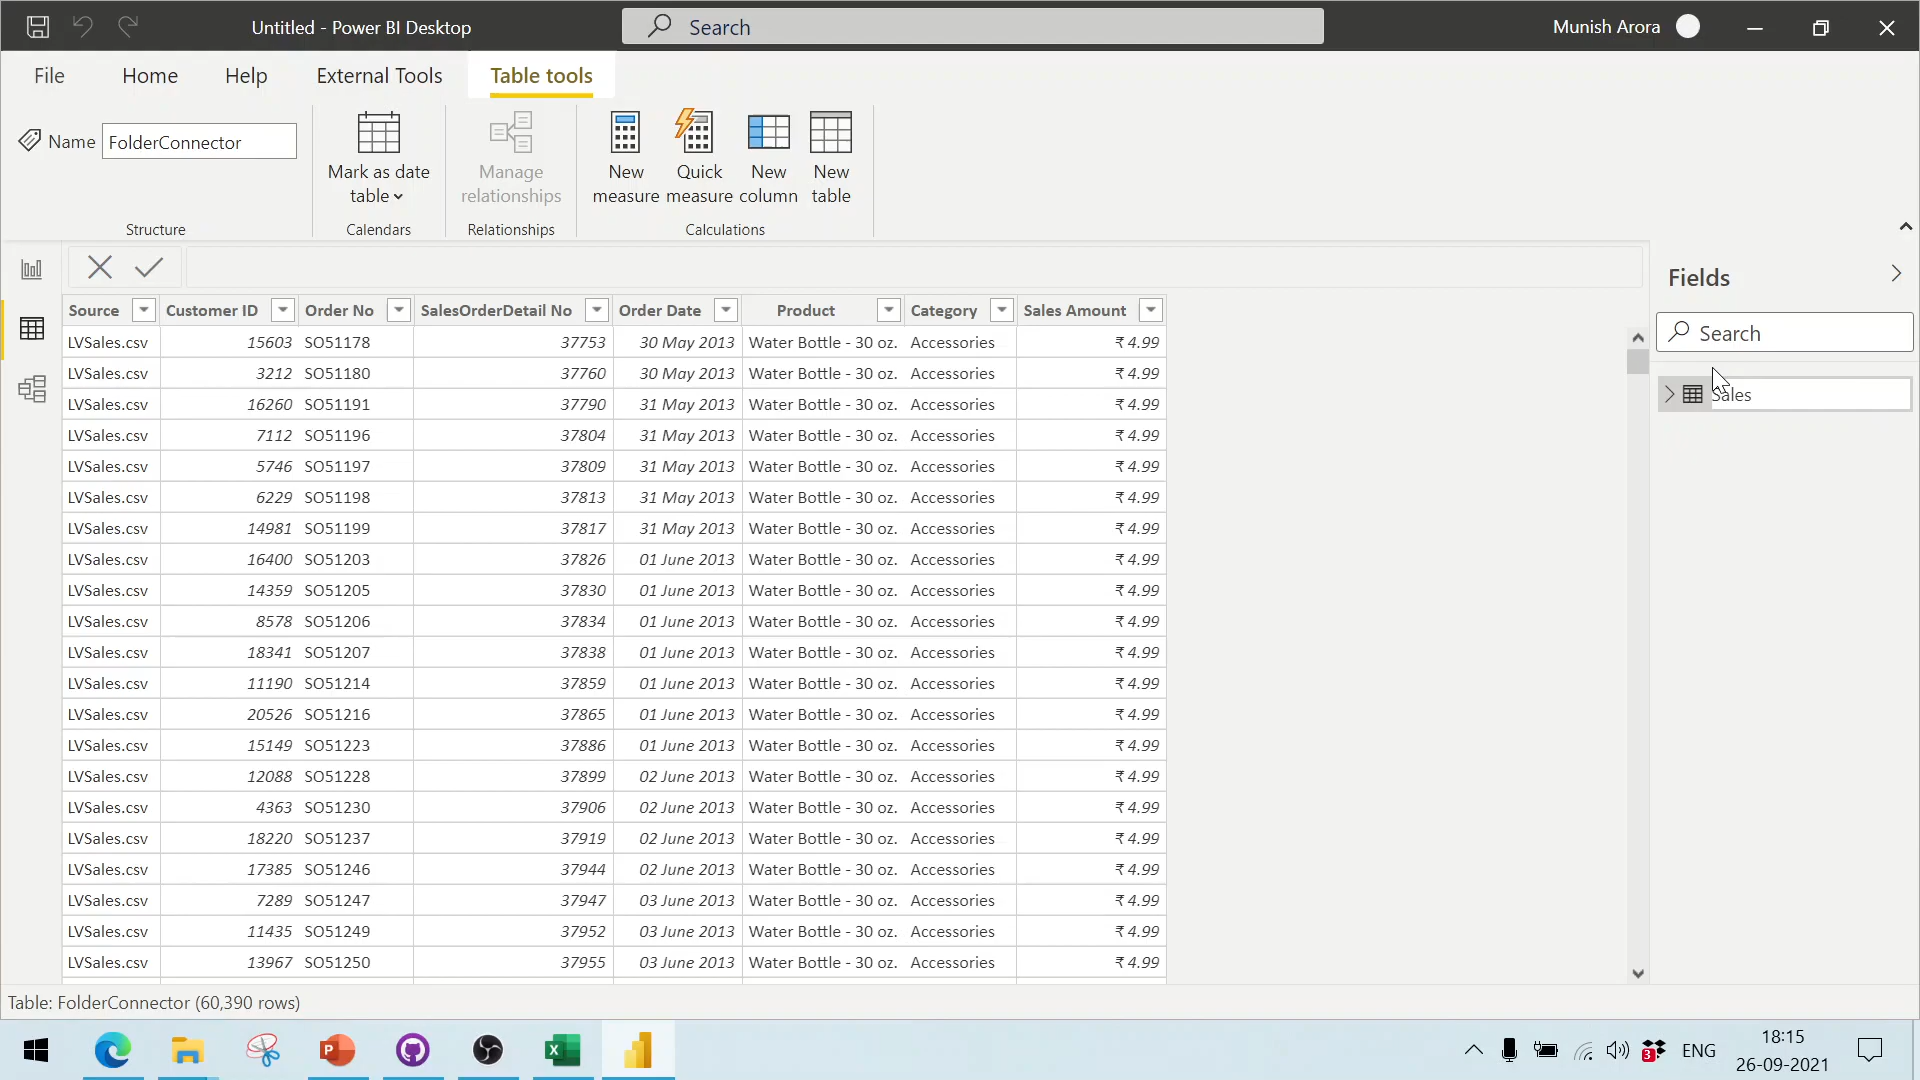 Untitled - Power BI Desktop
Search
Munish Arora
File Home Help External Tools Table tools
Name FolderConnector
Mark as date table
Manage relationships
New measure
Quick measure
New column
New table
Structure Calendars Relationships Calculations
Fields
Search
Sales
Source Customer ID Order No SalesOrderDetail No Order Date Product Category Sales Amount
LVSales.csv 15603 SO51178 37753 30 May 2013 Water Bottle - 30 oz. Accessories ₹ 4.99
LVSales.csv 3212 SO51180 37760 30 May 2013 Water Bottle - 30 oz. Accessories ₹ 4.99
LVSales.csv 16260 SO51191 37790 31 May 2013 Water Bottle - 30 oz. Accessories ₹ 4.99
LVSales.csv 7112 SO51196 37804 31 May 2013 Water Bottle - 30 oz. Accessories ₹ 4.99
LVSales.csv 5746 SO51197 37809 31 May 2013 Water Bottle - 30 oz. Accessories ₹ 4.99
LVSales.csv 6229 SO51198 37813 31 May 2013 Water Bottle - 30 oz. Accessories ₹ 4.99
LVSales.csv 14981 SO51199 37817 31 May 2013 Water Bottle - 30 oz. Accessories ₹ 4.99
LVSales.csv 16400 SO51203 37826 01 June 2013 Water Bottle - 30 oz. Accessories ₹ 4.99
LVSales.csv 14359 SO51205 37830 01 June 2013 Water Bottle - 30 oz. Accessories ₹ 4.99
LVSales.csv 8578 SO51206 37834 01 June 2013 Water Bottle - 30 oz. Accessories ₹ 4.99
LVSales.csv 18341 SO51207 37838 01 June 2013 Water Bottle - 30 oz. Accessories ₹ 4.99
LVSales.csv 11190 SO51214 37859 01 June 2013 Water Bottle - 30 oz. Accessories ₹ 4.99
LVSales.csv 20526 SO51216 37865 01 June 2013 Water Bottle - 30 oz. Accessories ₹ 4.99
LVSales.csv 15149 SO51223 37886 01 June 2013 Water Bottle - 30 oz. Accessories ₹ 4.99
LVSales.csv 12088 SO51228 37899 02 June 2013 Water Bottle - 30 oz. Accessories ₹ 4.99
LVSales.csv 4363 SO51230 37906 02 June 2013 Water Bottle - 30 oz. Accessories ₹ 4.99
LVSales.csv 18220 SO51237 37919 02 June 2013 Water Bottle - 30 oz. Accessories ₹ 4.99
LVSales.csv 17385 SO51246 37944 02 June 2013 Water Bottle - 30 oz. Accessories ₹ 4.99
LVSales.csv 7289 SO51247 37947 03 June 2013 Water Bottle - 30 oz. Accessories ₹ 4.99
LVSales.csv 11435 SO51249 37952 03 June 2013 Water Bottle - 30 oz. Accessories ₹ 4.99
LVSales.csv 13967 SO51250 37955 03 June 2013 Water Bottle - 30 oz. Accessories ₹ 4.99
Table: FolderConnector (60,390 rows)
P
X
3
ENG
18:15
26-09-2021